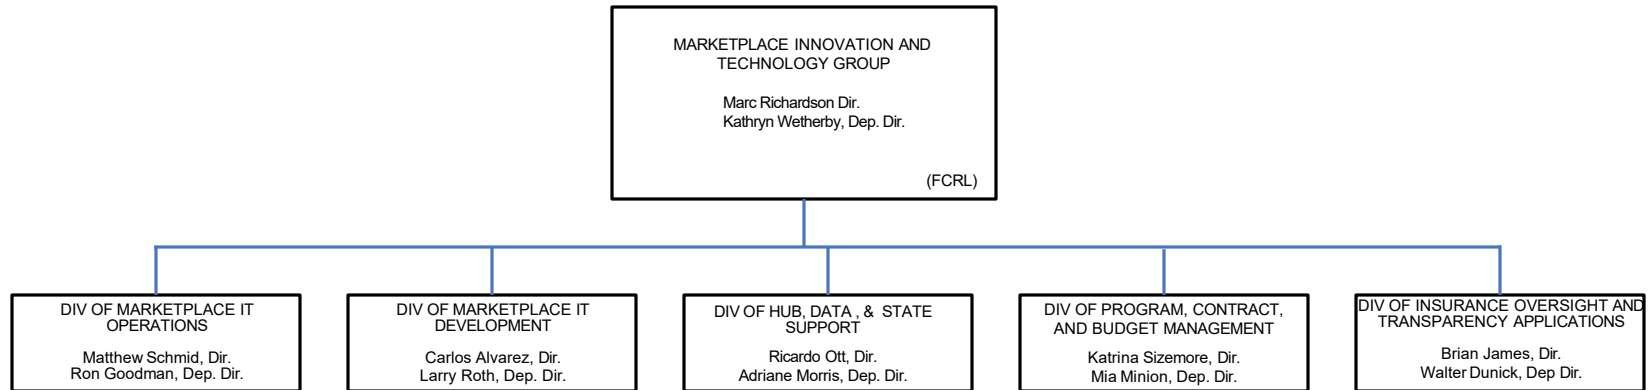 MARKETPLACE INNOVATION AND
TECHNOLOGY GROUP
Marc Richardson Dir.
Kathryn Wetherby, Dep. Dir.
(FCRL)
DIV OF MARKETPLACE IT
OPERATIONS
Matthew Schmid, Dir.
Ron Goodman, Dep. Dir.
DIV OF MARKETPLACE IT
DEVELOPMENT
Carlos Alvarez, Dir.
Larry Roth, Dep. Dir.
DIV OF HUB, DATA , & STATE
SUPPORT
Ricardo Ott, Dir.
Adriane Morris, Dep. Dir.
DIV OF PROGRAM, CONTRACT,
AND BUDGET MANAGEMENT
Katrina Sizemore, Dir.
Mia Minion, Dep. Dir.
DIV OF INSURANCE OVERSIGHT AND
TRANSPARENCY APPLICATIONS
Brian James, Dir.
Walter Dunick, Dep Dir.